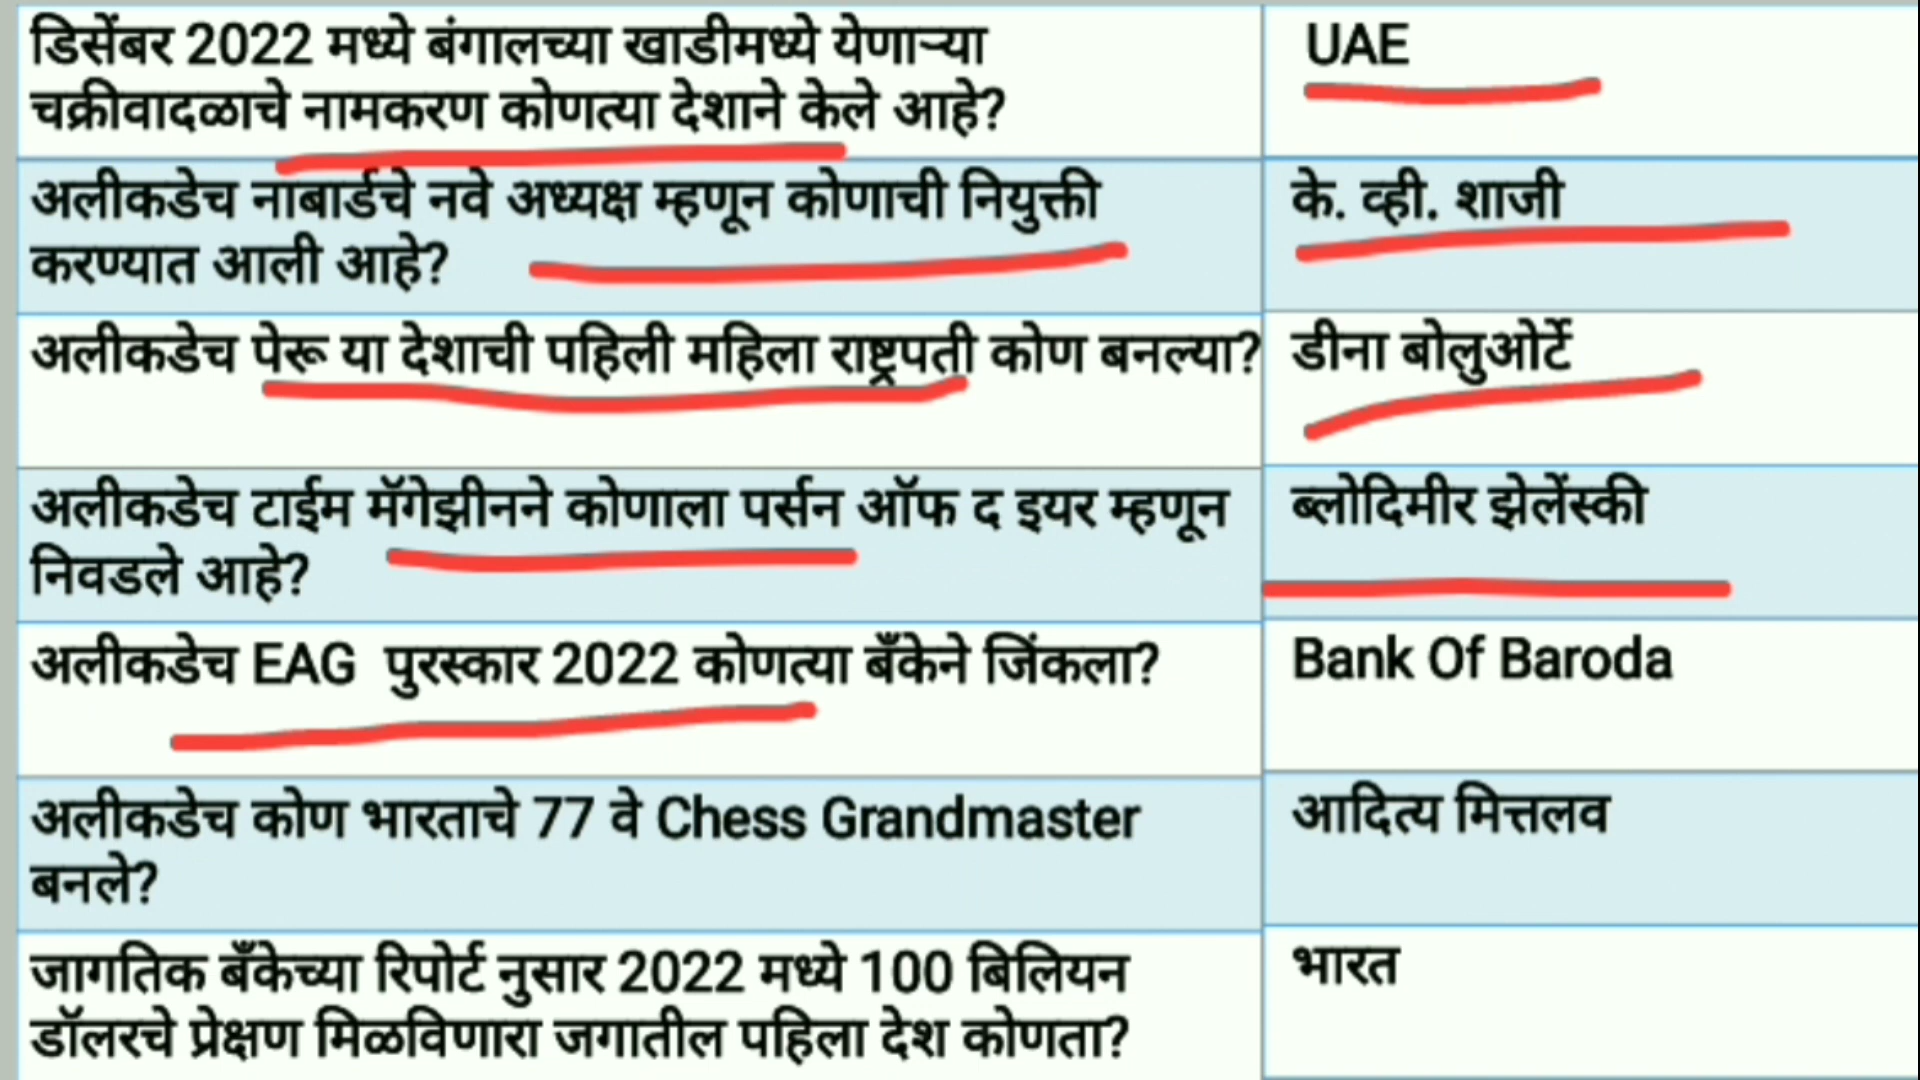 डिसेंबर 2022 मध्ये बंगालच्या खाडीमध्ये येणाऱ्या
चक्रीवादळाचे नामकरण कोणत्या देशाने केले आहे?
UAE
अलीकडेच नाबार्डचे नवे अध्यक्ष म्हणून कोणाची नियुक्ती
करण्यात आली आहे?
के. व्ही. शाजी
अलीकडेच पेरू या देशाची पहिली महिला राष्ट्रपती कोण बनल्या?
डीना बोलुओर्टे
अलीकडेच टाईम मॅगेझीनने कोणाला पर्सन ऑफ द इयर म्हणून
निवडले आहे?
ब्लोदिमीर झेलेंस्की
अलीकडेच EAG पुरस्कार 2022 कोणत्या बँकेने जिंकला?
Bank Of Baroda
अलीकडेच कोण भारताचे 77 वे Chess Grandmaster
बनले?
आदित्य मित्तलव
जागतिक बँकेच्या रिपोर्ट नुसार 2022 मध्ये 100 बिलियन
डॉलरचे प्रेक्षण मिळविणारा जगातील पहिला देश कोणता?
भारत